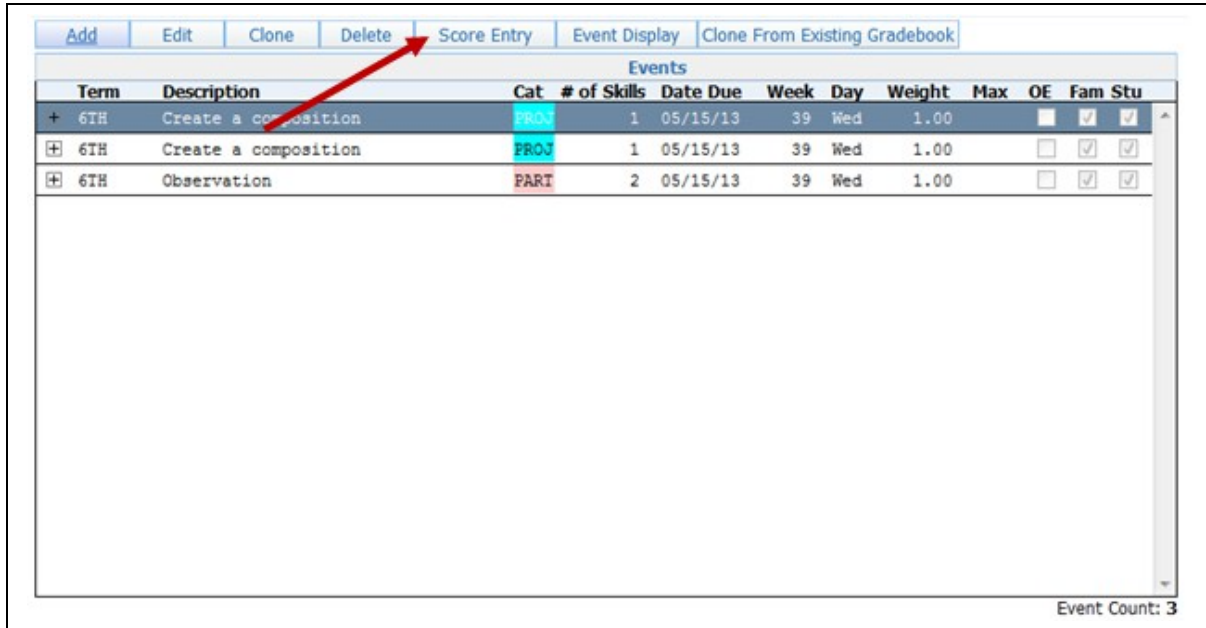 Add Edit Clone Delete Score Entry Event Display Clone From Existing Gradebook
Events
Term Description Cat # of Skills Date Due Week Day Weight Max OE Fam Stu
+ 6TH Create a composition PROJ 1 05/15/13 39 Wed 1.00
+ 6TH Create a composition PROJ 1 05/15/13 39 Wed 1.00
+ 6TH Observation PART 2 05/15/13 39 Wed 1.00
Event Count: 3